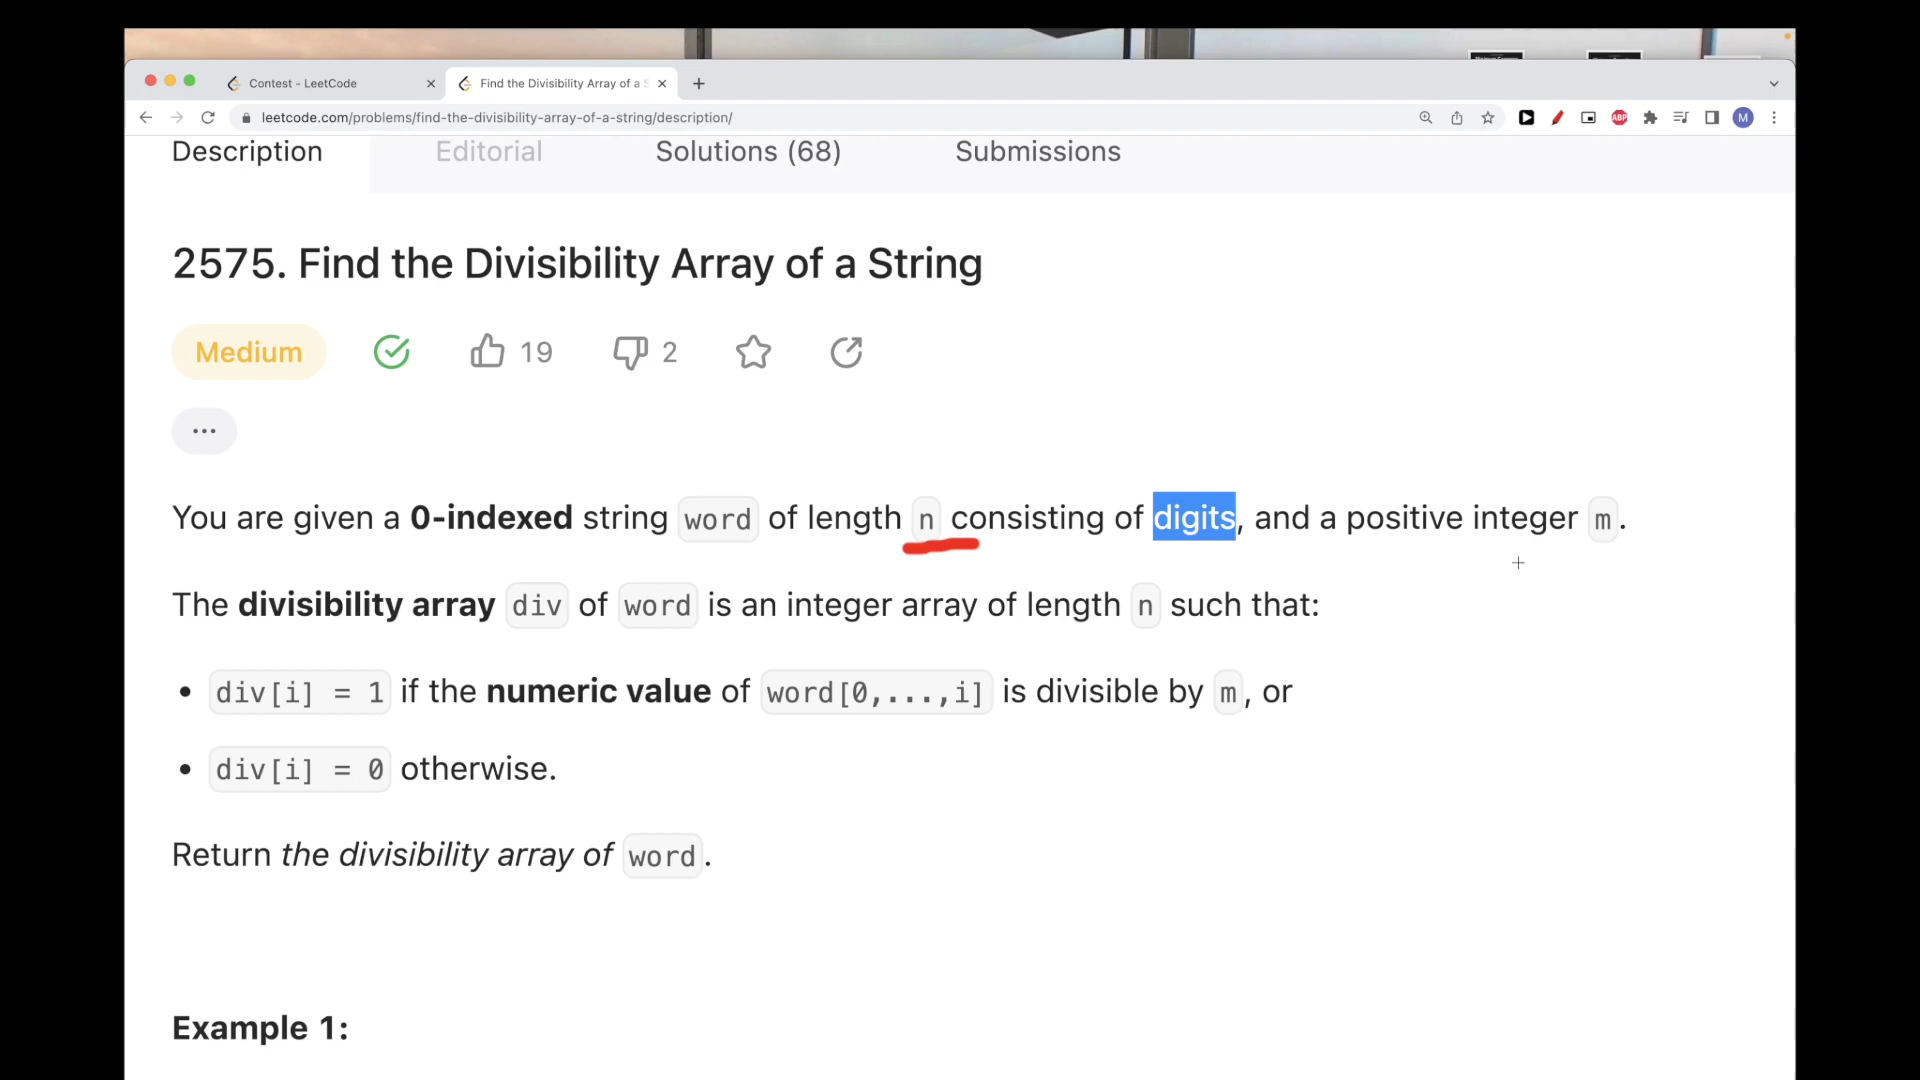 Contest - LeetCode
Find the Divisibility Array of a S
leetcode.com/problems/find-the-divisibility-array-of-a-string/description/
ABP
M
Description Editorial Solutions (68) Submissions
2575. Find the Divisibility Array of a String
Medium 19 2
...
You are given a 0-indexed string word of length n consisting of digits, and a positive integer m.
The divisibility array div of word is an integer array of length n such that:
• div[i] = 1 if the numeric value of word[0,...,i] is divisible by m, or
• div[i] = 0 otherwise.
Return the divisibility array of word.
Example 1: